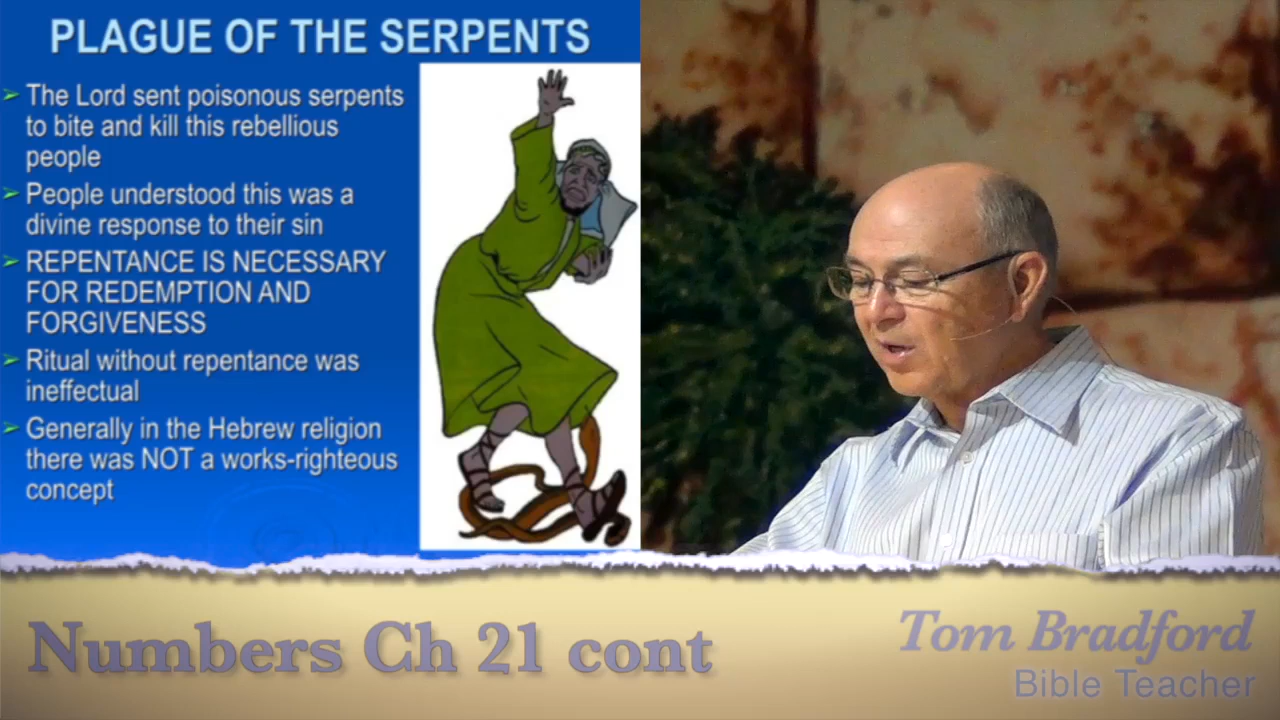 PLAGUE OF THE SERPENTS
The Lord sent poisonous serpents
to bite and kill this rebellious
people
People understood this was a
divine response to their sin
REPENTANCE IS NECESSARY
FOR REDEMPTION AND
FORGIVENESS
Ritual without repentance was
ineffectual
Generally in the Hebrew religion
there was NOT a works-righteous
concept
Numbers Ch 21 cont
Tom Bradford
Bible Teacher